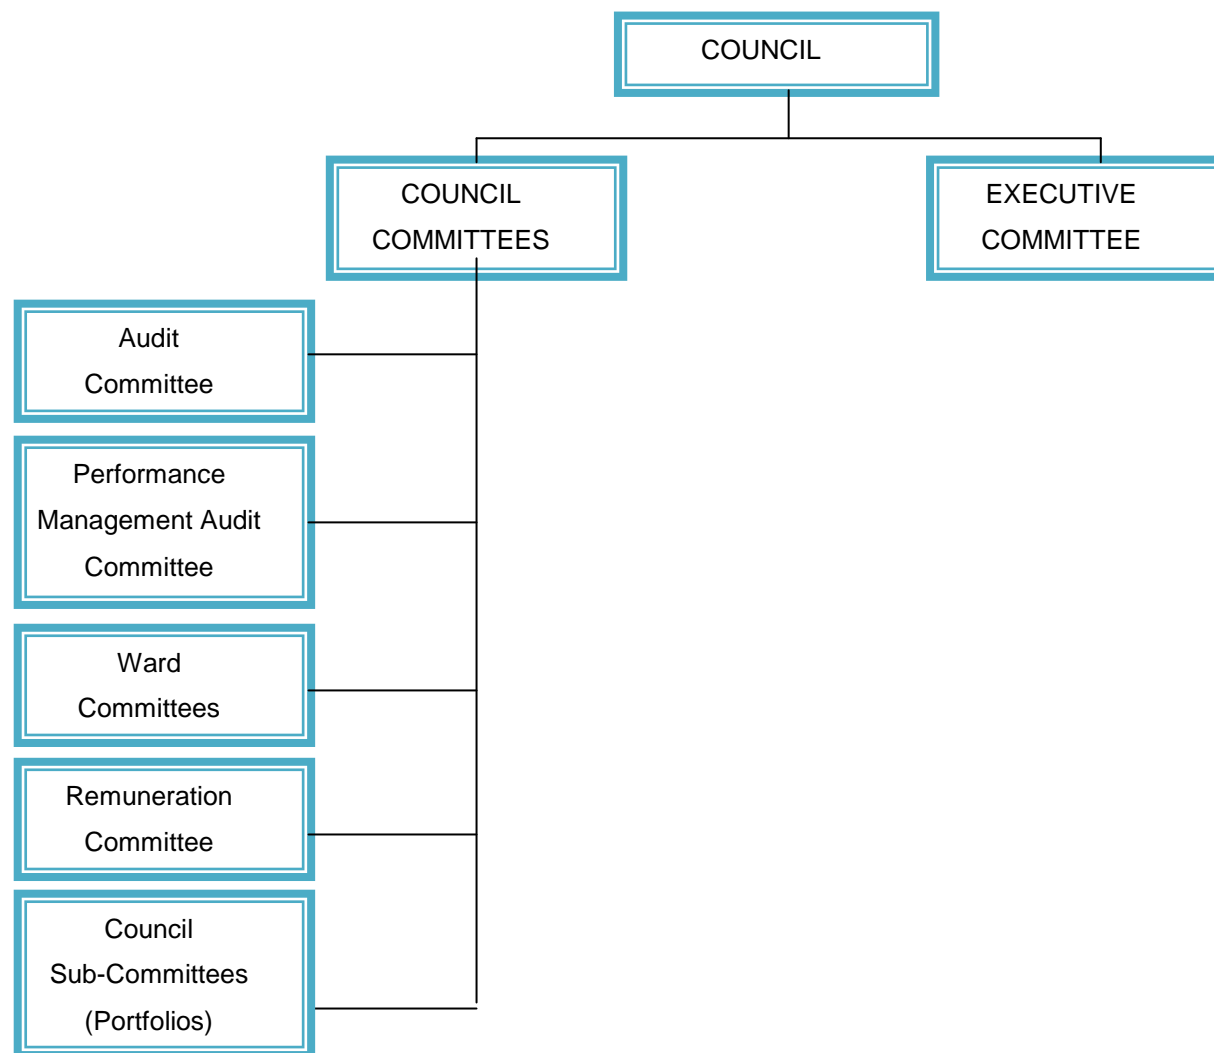 COUNCIL
COUNCIL
COMMITTEES
EXECUTIVE
COMMITTEE
Audit
Committee
Performance
Management Audit
Committee
Ward
Committees
Remuneration
Committee
Council
Sub-Committees
(Portfolios)